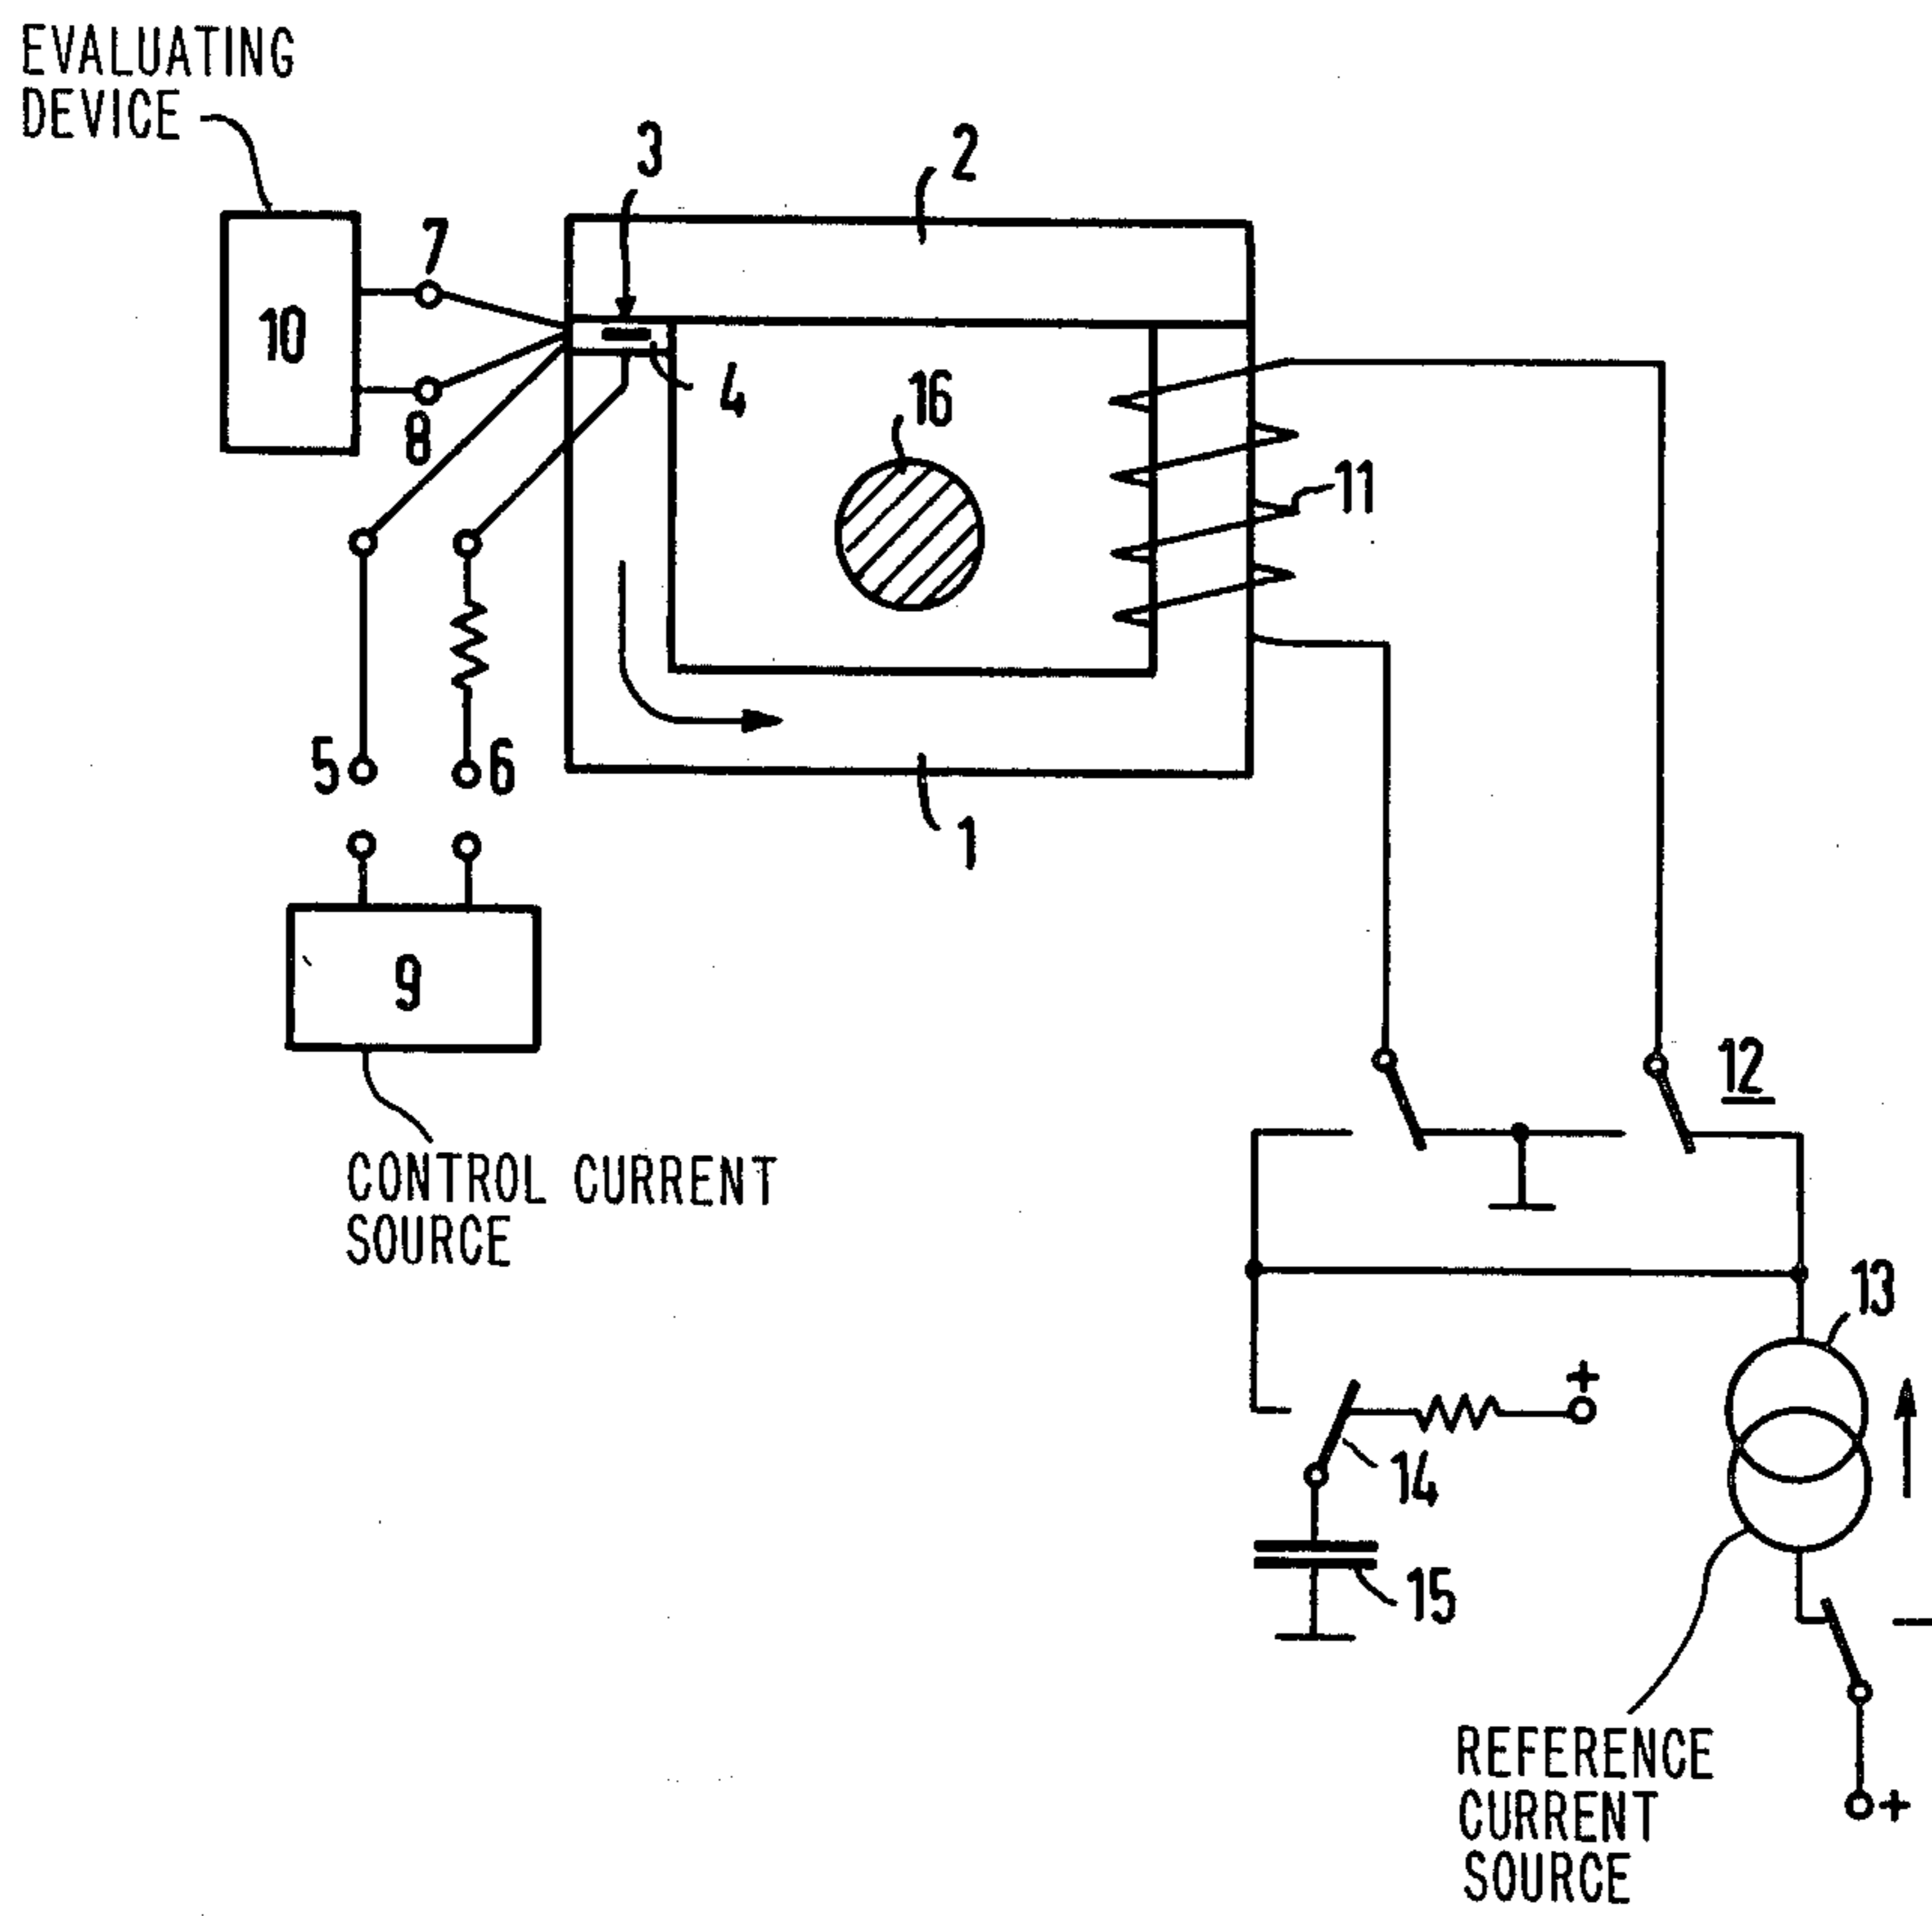 EVALUATING
DEVICE
3
2
7
10
4
16
8
11
5
6
1
9
12
CONTROL CURRENT
SOURCE
13
+
14
15
REFERENCE
CURRENT
SOURCE
+